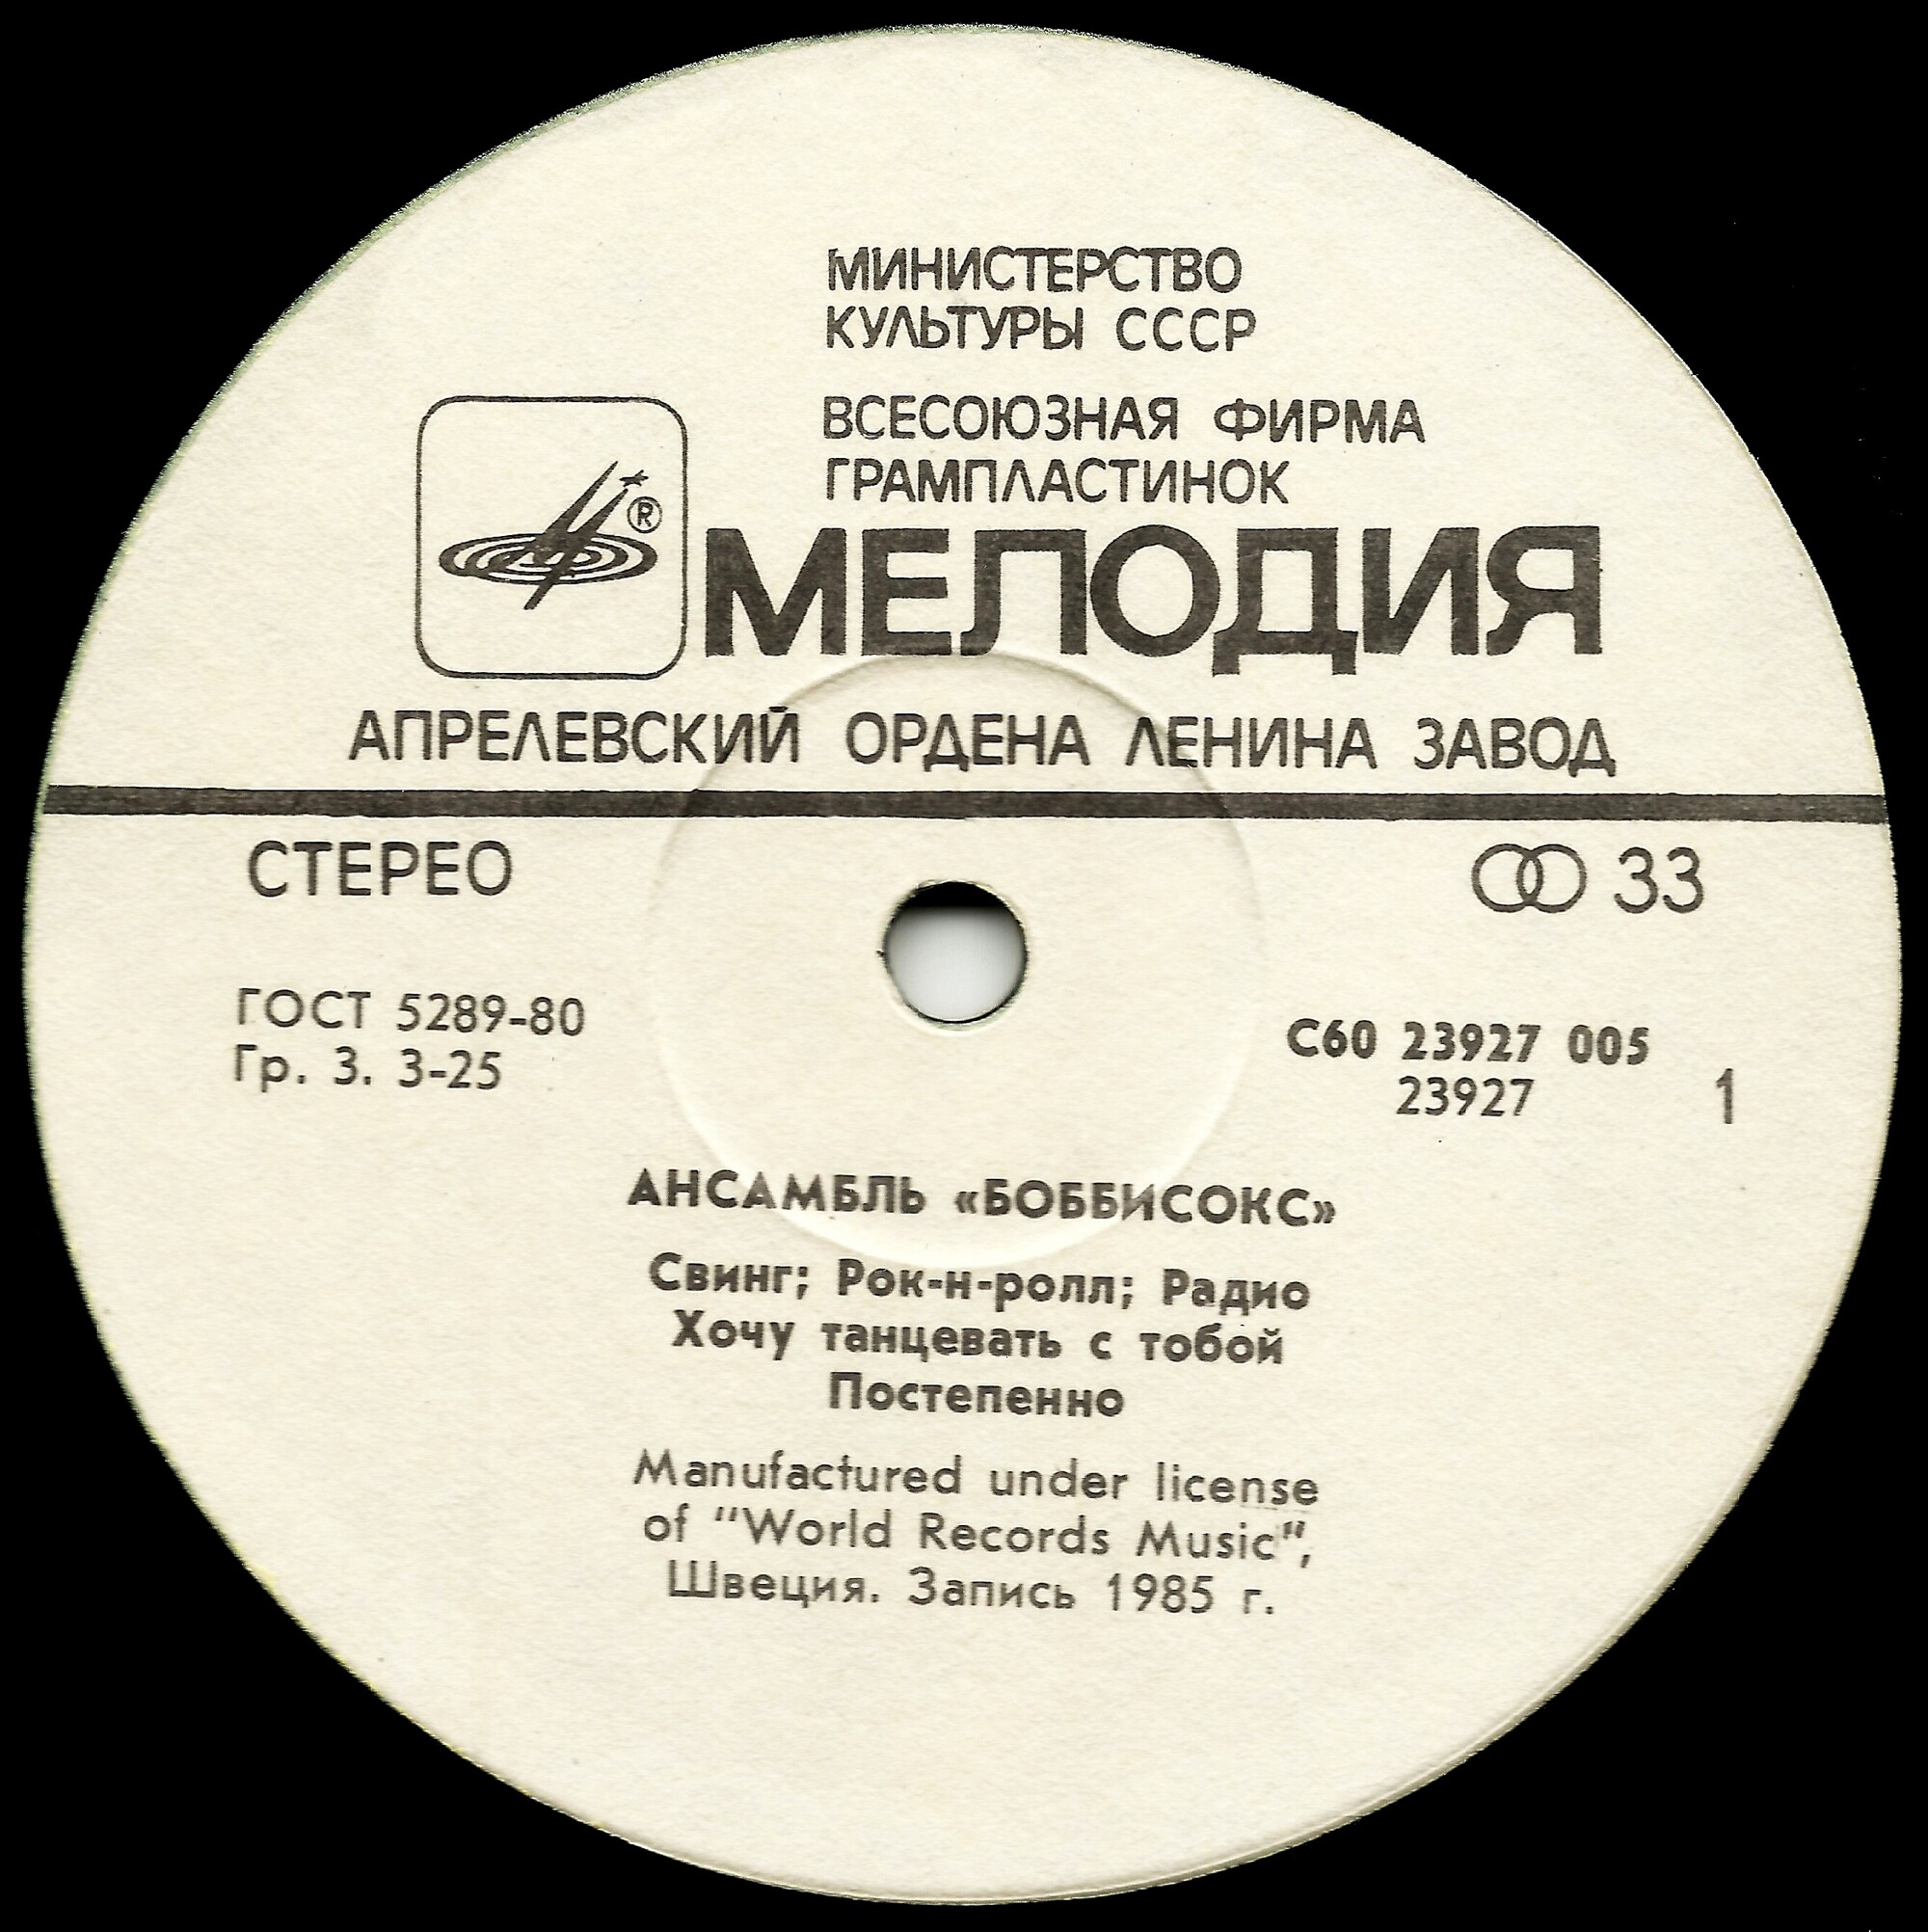 МИНИСТЕРСТВО
КУЛЬТУРЫ СССР
ВСЕСОЮЗНАЯ ФИРМА
ГРАМПЛАСТИНОК
®
МЕЛОДИЯ
АПРЕЛЕВСКИЙ ОРДЕНА ЛЕНИНА ЗАВОД
СТЕРЕО
33
ГОСТ 5289-80
Гр. 3. 3-25
С60 23927 005
23927
1
АНСАМБЛЬ «БОББИСОКС»
Свинг; Рок-н-ролл; Радио
Хочу танцевать с тобой
Постепенно
Manufactured under license
of "World Records Music",
Швеция. Запись 1985 г.